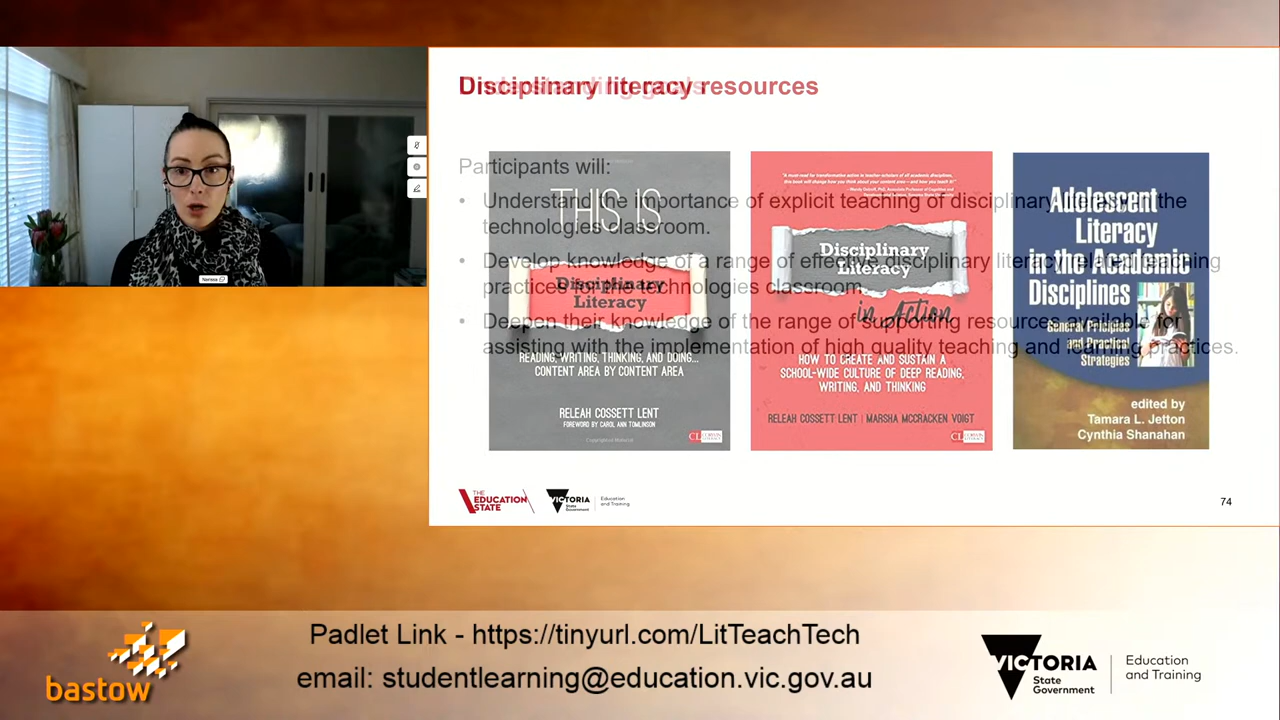 Disciplinary literacy resources
Participants will:
• Understand the importance of explicit teaching of disciplinary literacy in the
technologies classroom.
• Develop knowledge of a range of effective disciplinary literacy related teaching
practices for the technologies classroom.
• Deepen their knowledge of the range of supporting resources available for
assisting with the implementation of high quality teaching and learning practices.
THIS IS
Disciplinary
Literacy
READING, WRITING, THINKING, AND DOING...
CONTENT AREA BY CONTENT AREA
RELEAH COSSETT LENT
FOREWORD BY CAROL ANN TOMLINSON
Disciplinary
Literacy
in Action
HOW TO CREATE AND SUSTAIN A
SCHOOL-WIDE CULTURE OF DEEP READING,
WRITING, AND THINKING
RELEAH COSSETT LENT | MARSHA MCCRACKEN VOIGT
Adolescent
Literacy
in the Academic
Disciplines
General Principles
and Practical
Strategies
edited by
Tamara L. Jetton
Cynthia Shanahan
THE
EDUCATION
STATE
VICTORIA
State
Government
Education
and Training
74
Padlet Link - https://tinyurl.com/LitTeachTech
email: studentlearning@education.vic.gov.au
bastow
VICTORIA
State
Government
Education
and Training